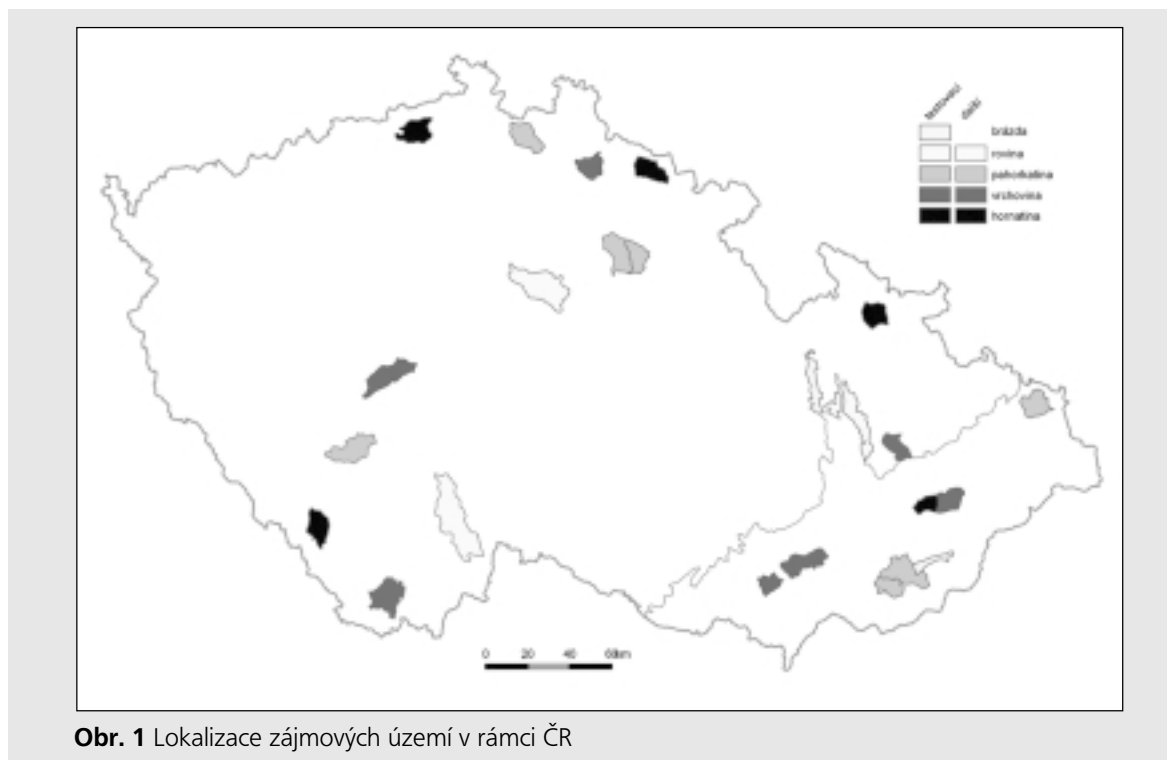 testovací další
brázda
rovina
pahorkatina
vrchovina
hornatina
0 20 40 60km
Obr. 1 Lokalizace zájmových území v rámci ČR